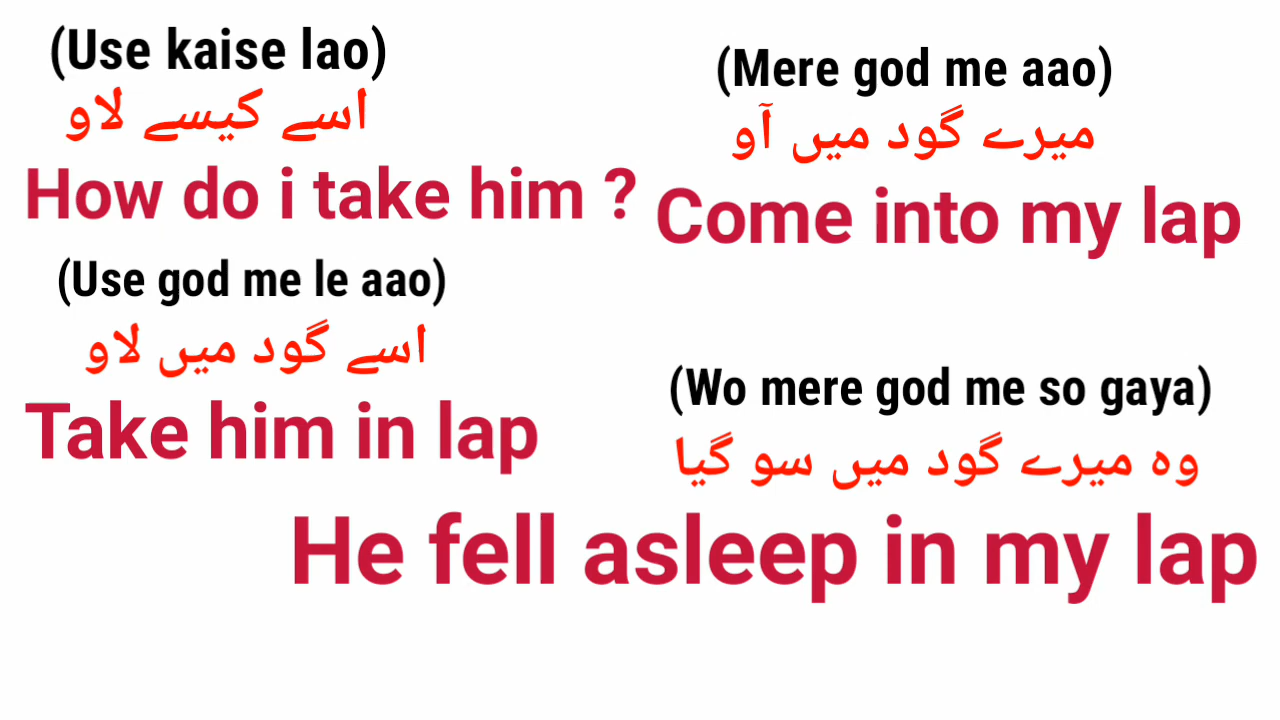 (Use kaise lao)
اسے کیسے لاو
How do i take him ?
(Mere god me aao)
میرے گود میں آو
Come into my lap
(Use god me le aao)
اسے گود میں لاو
Take him in lap
(Wo mere god me so gaya)
وہ میرے گود میں سو گیا
He fell asleep in my lap